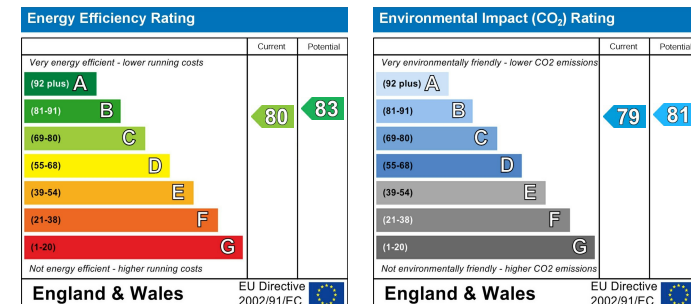 Energy Efficiency Rating
Current Potential
Very energy efficient - lower running costs
(92 plus) A
(81-91) B
(69-80) C
(55-68) D
(39-54) E
(21-38) F
(1-20) G
80
83
Not energy efficient - higher running costs
England & Wales
EU Directive
2002/91/EC
Environmental Impact (CO₂) Rating
Current Potential
Very environmentally friendly - lower CO2 emissions
(92 plus) A
(81-91) B
(69-80) C
(55-68) D
(39-54) E
(21-38) F
(1-20) G
79
81
Not environmentally friendly - higher CO2 emissions
England & Wales
EU Directive
2002/91/EC